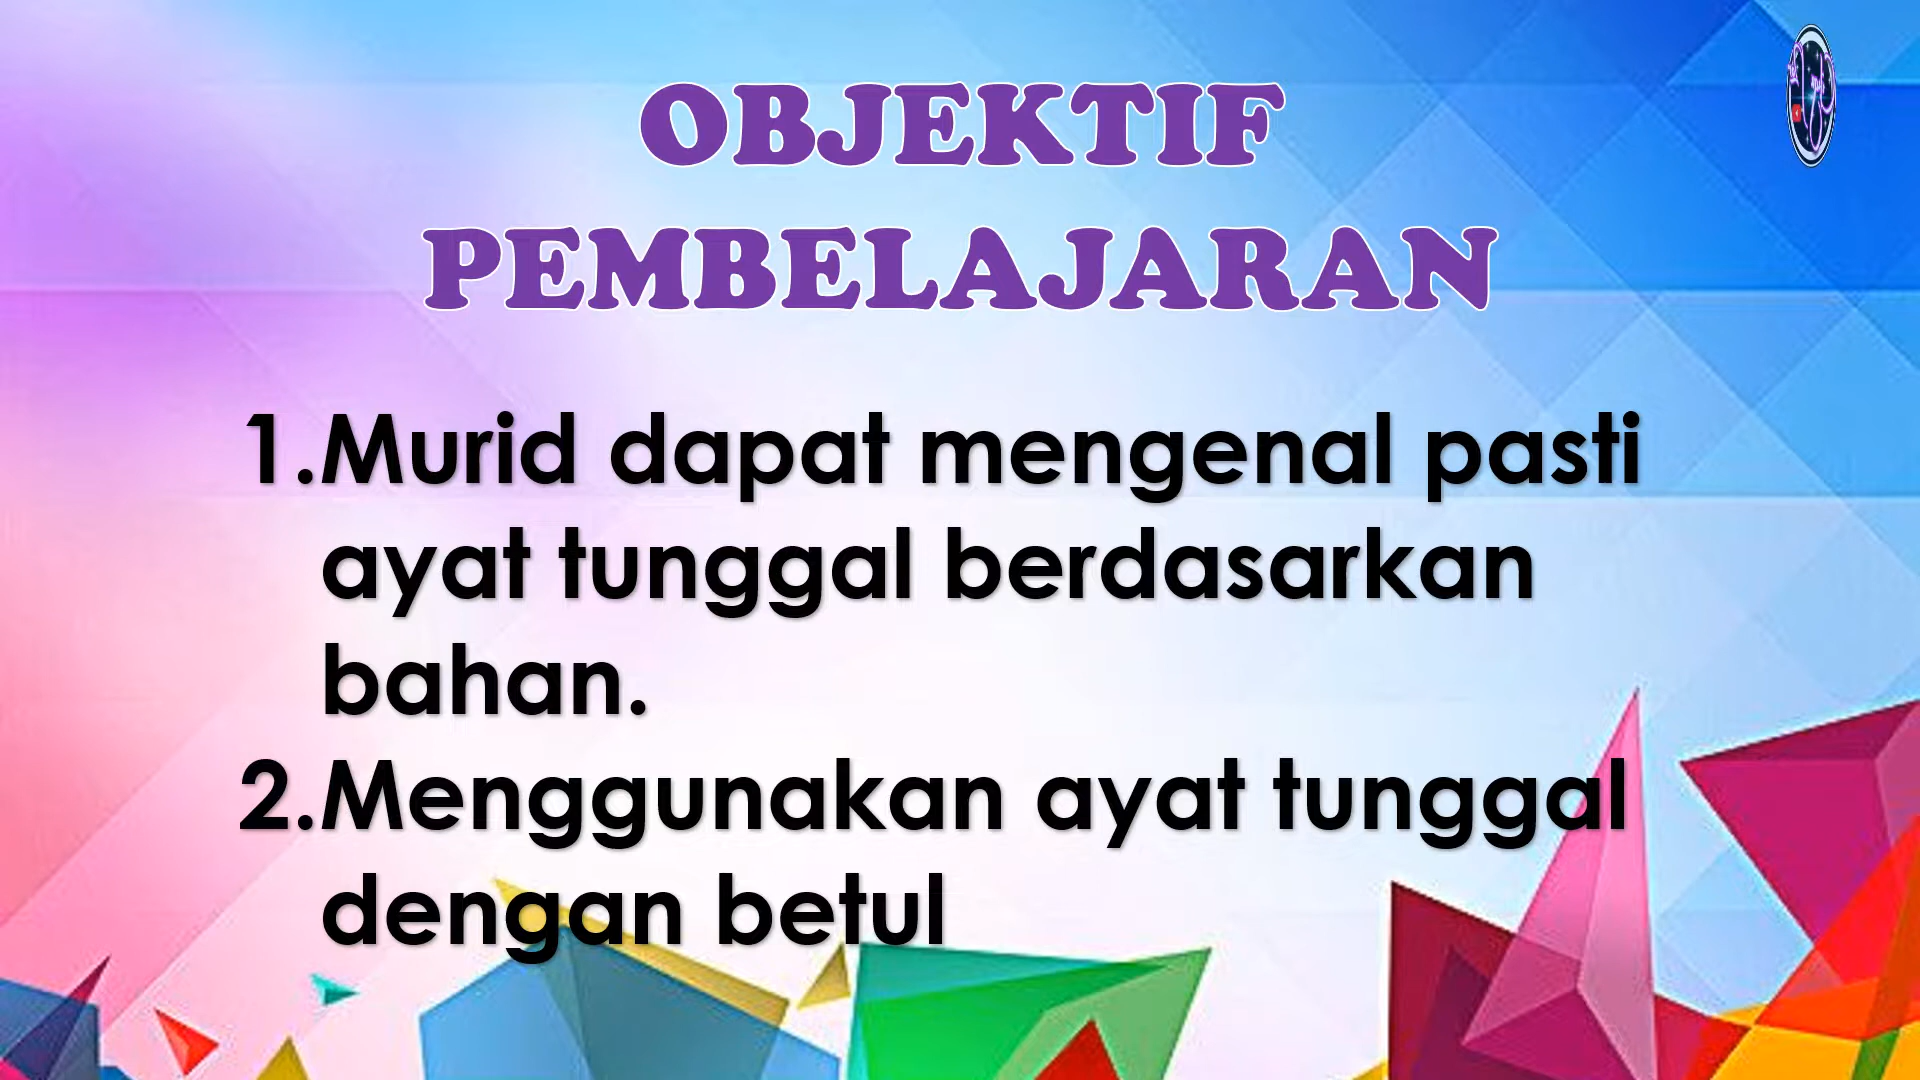 OBJEKTIF
PEMBELAJARAN
1.Murid dapat mengenal pasti
ayat tunggal berdasarkan
bahan.
2.Menggunakan ayat tunggal
dengan betul